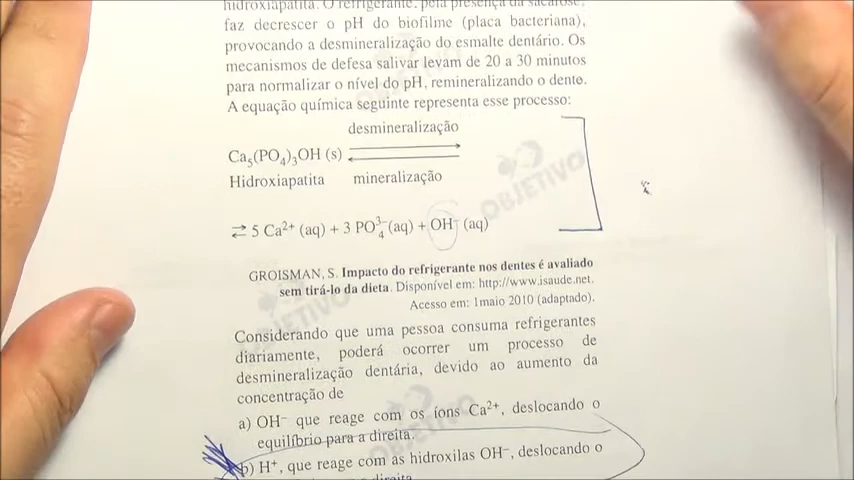 hidroxiapatita. O refrigerante, pela presença da sacarose,
faz decrescer o pH do biofilme (placa bacteriana),
provocando a desmineralização do esmalte dentário. Os
mecanismos de defesa salivar levam de 20 a 30 minutos
para normalizar o nível do pH, remineralizando o dente.
A equação química seguinte representa esse processo:
desmineralização
Ca₅(PO₄)₃OH (s) ⇄
Hidroxiapatita mineralização
⇄ 5 Ca²⁺ (aq) + 3 PO₄³⁻ (aq) + OH⁻ (aq)
GROISMAN, S. Impacto do refrigerante nos dentes é avaliado
sem tirá-lo da dieta. Disponível em: http://www.isaude.net.
Acesso em: 1maio 2010 (adaptado).
Considerando que uma pessoa consuma refrigerantes
diariamente, poderá ocorrer um processo de
desmineralização dentária, devido ao aumento da
concentração de
a) OH⁻ que reage com os íons Ca²⁺, deslocando o
equilíbrio para a direita.
b) H⁺, que reage com as hidroxilas OH⁻, deslocando o
direita
OBJETIVO
OBJETIVO
OBJETIVO